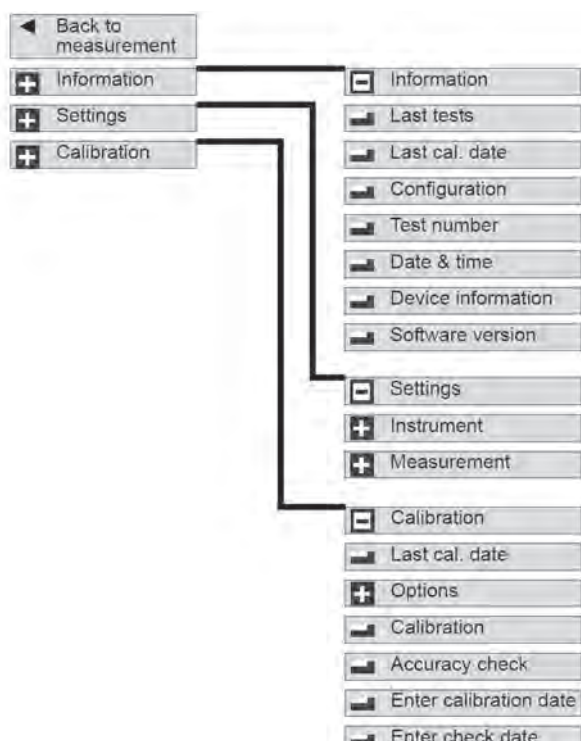 Back to
measurement
Information
Settings
Calibration
Information
Last tests
Last cal. date
Configuration
Test number
Date & time
Device information
Software version
Settings
Instrument
Measurement
Calibration
Last cal. date
Options
Calibration
Accuracy check
Enter calibration date
Enter check date